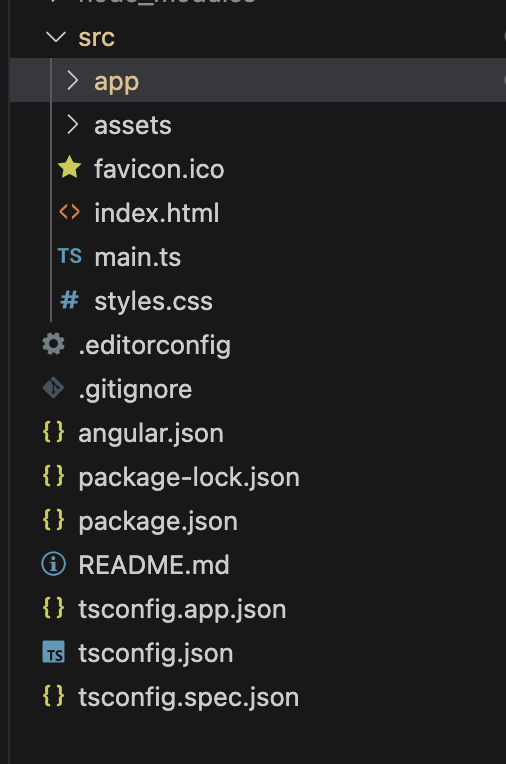 src
app
assets
favicon.ico
index.html
TS main.ts
# styles.css
.editorconfig
.gitignore
{} angular.json
{} package-lock.json
{} package.json
README.md
{} tsconfig.app.json
TS tsconfig.json
{} tsconfig.spec.json